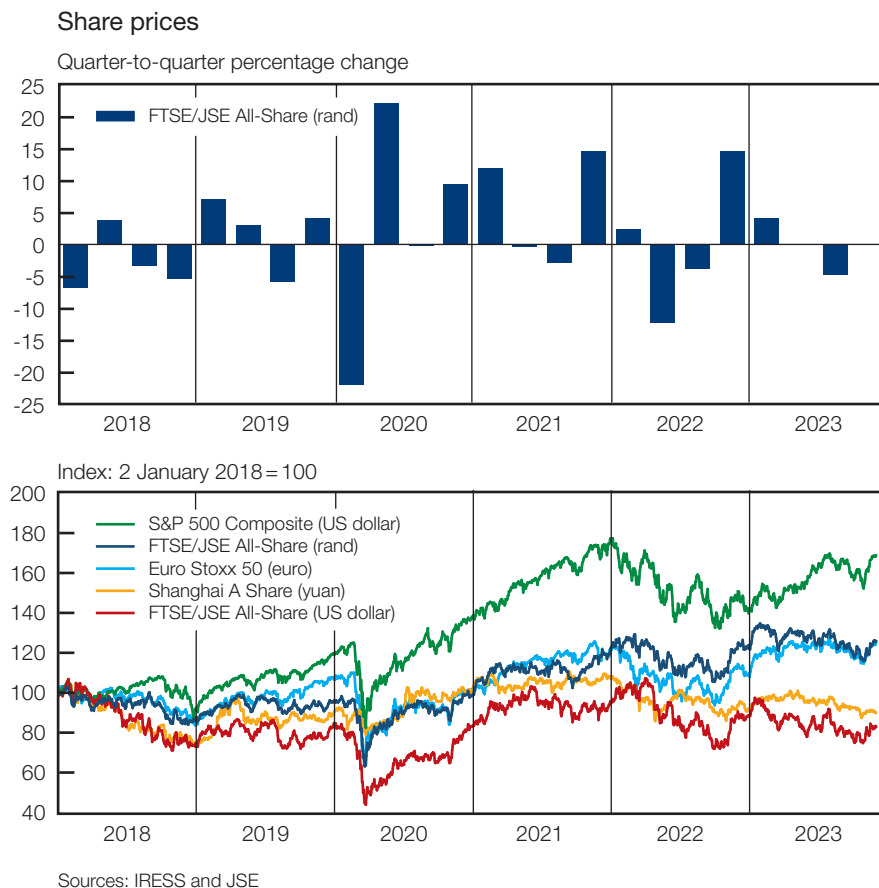 Share prices
Quarter-to-quarter percentage change
25
20
15
10
5
0
-5
-10
-15
-20
-25
FTSE/JSE All-Share (rand)
2018 2019 2020 2021 2022 2023
Index: 2 January 2018 = 100
200
180
160
140
120
100
80
60
40
S&P 500 Composite (US dollar)
FTSE/JSE All-Share (rand)
Euro Stoxx 50 (euro)
Shanghai A Share (yuan)
FTSE/JSE All-Share (US dollar)
2018 2019 2020 2021 2022 2023
Sources: IRESS and JSE